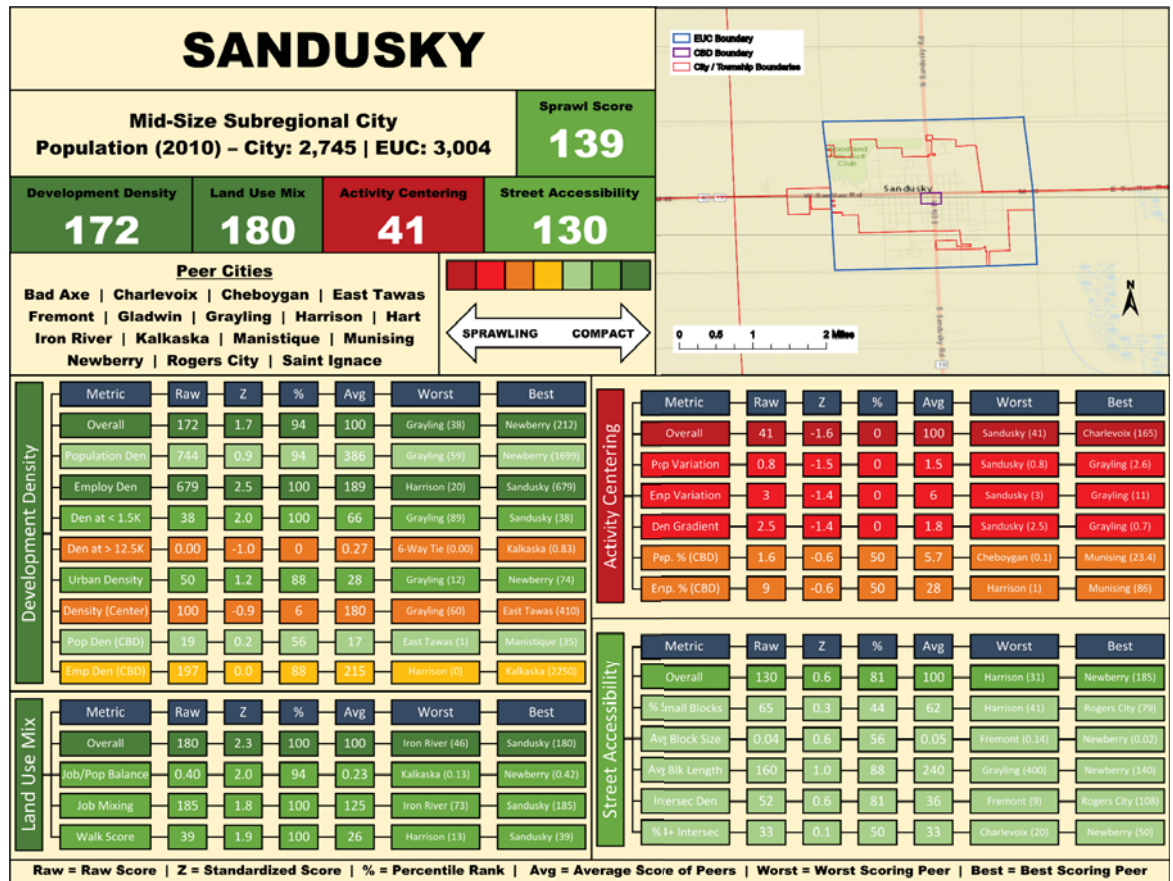 SANDUSKY
Mid-Size Subregional City
Population (2010) – City: 2,745 | EUC: 3,004
Sprawl Score
139
Development Density
172
Land Use Mix
180
Activity Centering
41
Street Accessibility
130
Peer Cities
Bad Axe | Charlevoix | Cheboygan | East Tawas
Fremont | Gladwin | Grayling | Harrison | Hart
Iron River | Kalkaska | Manistique | Munising
Newberry | Rogers City | Saint Ignace
SPRAWLING COMPACT
EUC Boundary
CBD Boundary
City / Township Boundaries
N Sandusky Rd
Club
Sandusky
W Sanilac Rd
E Sanilac Rd
S Sandusky Rd
19
N
0 0.5 1 2 Miles
Development Density
Metric Raw Z % Avg Worst Best
Overall 172 1.7 94 100 Grayling (38) Newberry (212)
Population Den 744 0.9 94 386 Grayling (59) Newberry (1699)
Employ Den 679 2.5 100 189 Harrison (20) Sandusky (679)
Den at < 1.5K 38 2.0 100 66 Grayling (89) Sandusky (38)
Den at > 12.5K 0.00 -1.0 0 0.27 6-Way Tie (0.00) Kalkaska (0.83)
Urban Density 50 1.2 88 28 Grayling (12) Newberry (74)
Density (Center) 100 -0.9 6 180 Grayling (60) East Tawas (410)
Pop Den (CBD) 19 0.2 56 17 East Tawas (1) Manistique (35)
Emp Den (CBD) 197 0.0 88 215 Harrison (0) Kalkaska (2250)
Land Use Mix
Metric Raw Z % Avg Worst Best
Overall 180 2.3 100 100 Iron River (46) Sandusky (180)
Job/Pop Balance 0.40 2.0 94 0.23 Kalkaska (0.13) Newberry (0.42)
Job Mixing 185 1.8 100 125 Iron River (73) Sandusky (185)
Walk Score 39 1.9 100 26 Harrison (13) Sandusky (39)
Activity Centering
Metric Raw Z % Avg Worst Best
Overall 41 -1.6 0 100 Sandusky (41) Charlevoix (165)
Pop Variation 0.8 -1.5 0 1.5 Sandusky (0.8) Grayling (2.6)
Emp Variation 3 -1.4 0 6 Sandusky (3) Grayling (11)
Den Gradient 2.5 -1.4 0 1.8 Sandusky (2.5) Grayling (0.7)
Pop. % (CBD) 1.6 -0.6 50 5.7 Cheboygan (0.1) Munising (23.4)
Emp. % (CBD) 9 -0.6 50 28 Harrison (1) Munising (86)
Street Accessibility
Metric Raw Z % Avg Worst Best
Overall 130 0.6 81 100 Harrison (31) Newberry (185)
% Small Blocks 65 0.3 44 62 Harrison (41) Rogers City (79)
Avg Block Size 0.04 0.6 56 0.05 Fremont (0.14) Newberry (0.02)
Avg Blk Length 160 1.0 88 240 Grayling (400) Newberry (140)
Intersec Den 52 0.6 81 36 Fremont (9) Rogers City (108)
% 4+ Intersec 33 0.1 50 33 Charlevoix (20) Newberry (50)
Raw = Raw Score | Z = Standardized Score | % = Percentile Rank | Avg = Average Score of Peers | Worst = Worst Scoring Peer | Best = Best Scoring Peer